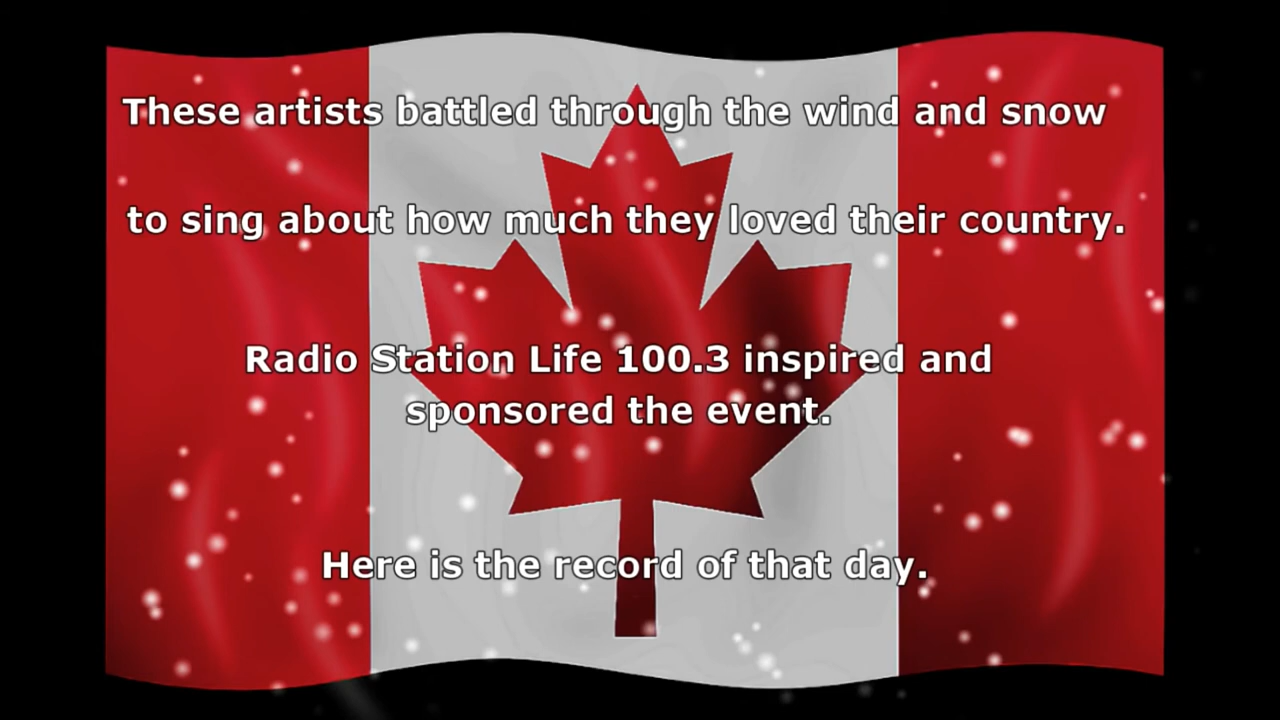 These artists battled through the wind and snow
to sing about how much they loved their country.
Radio Station Life 100.3 inspired and
sponsored the event.
Here is the record of that day.